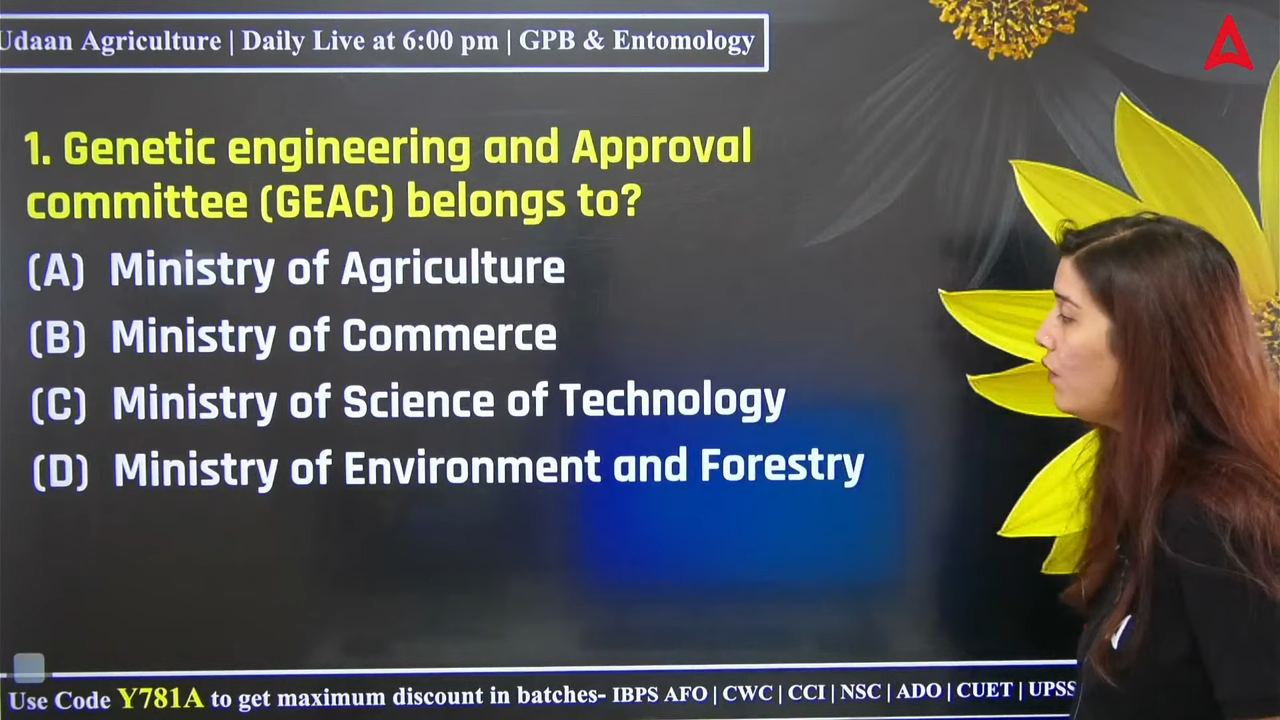 Udaan Agriculture | Daily Live at 6:00 pm | GPB & Entomology
1. Genetic engineering and Approval
committee (GEAC) belongs to?
(A) Ministry of Agriculture
(B) Ministry of Commerce
(C) Ministry of Science of Technology
(D) Ministry of Environment and Forestry
Use Code Y781A to get maximum discount in batches- IBPS AFO | CWC | CCI | NSC | ADO | CUET | UPSS